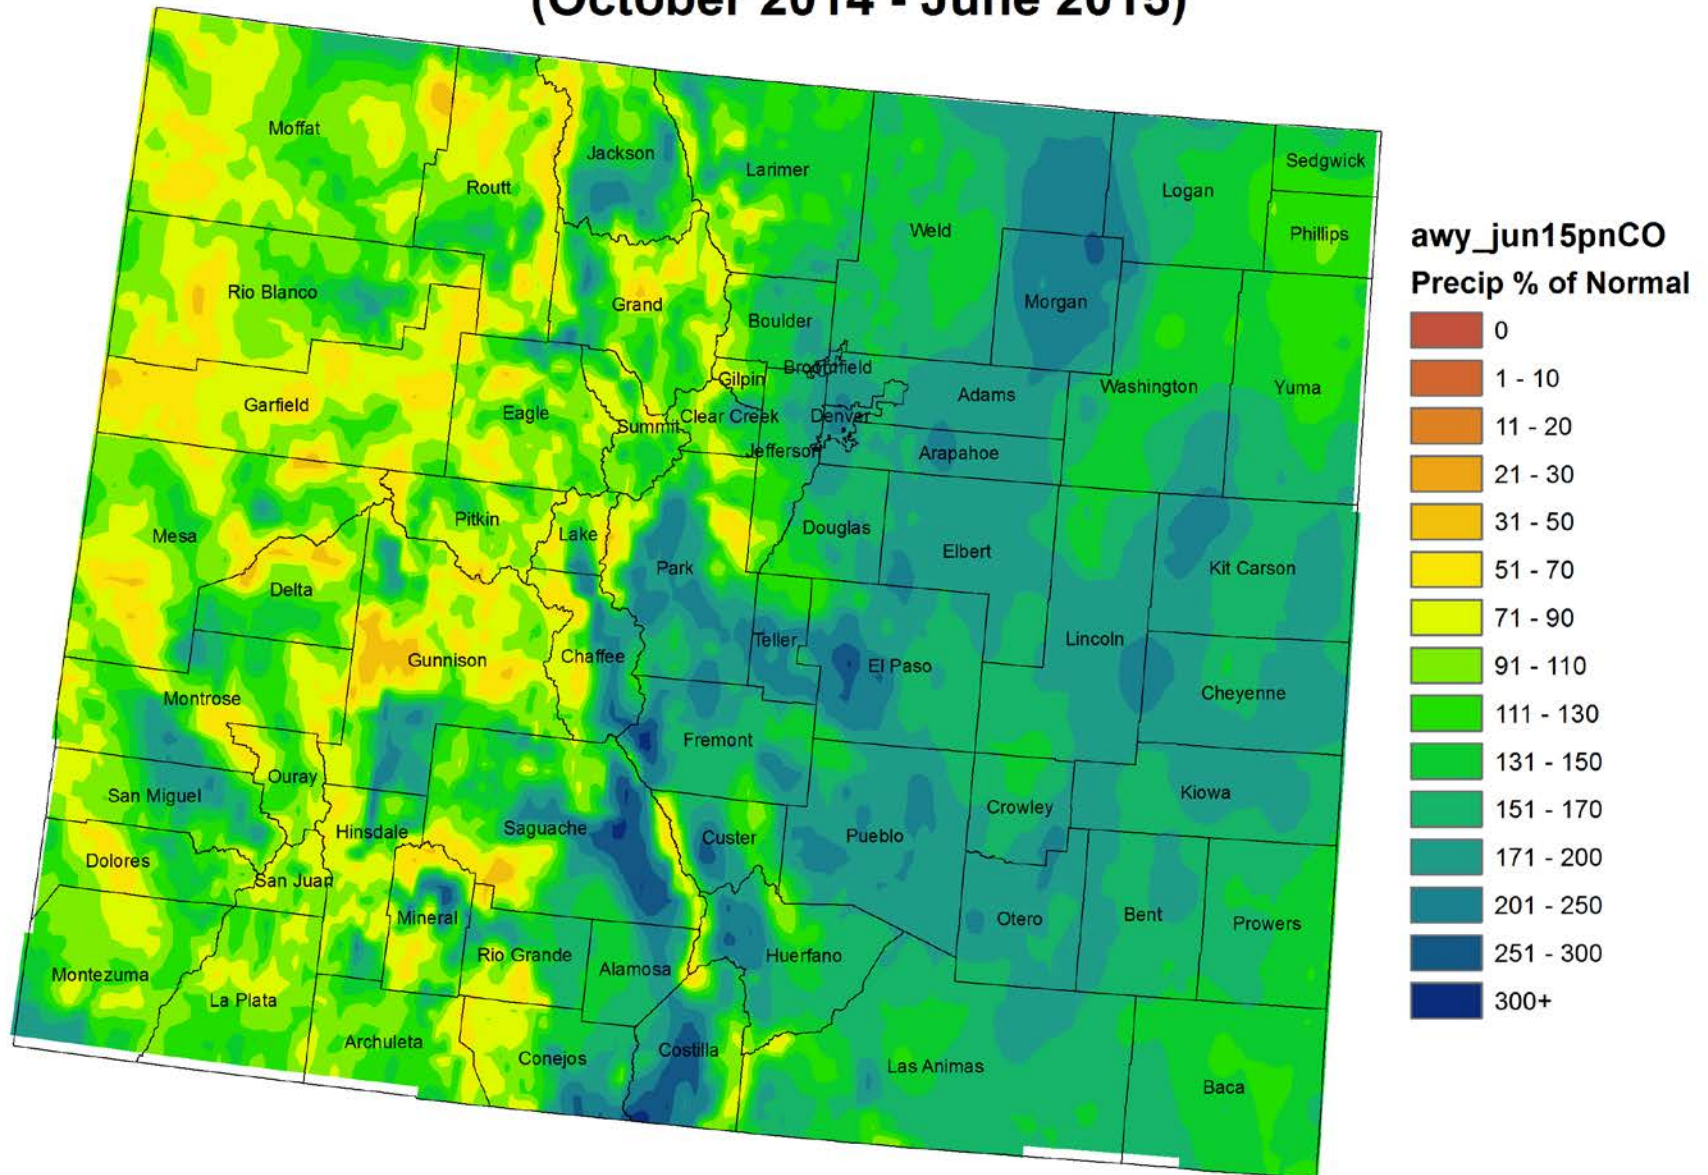 (October 2014 - June 2015)
Moffat
Routt
Jackson
Larimer
Weld
Logan
Sedgwick
Phillips
Rio Blanco
Grand
Boulder
Morgan
Broomfield
Gilpin
Adams
Washington
Yuma
Garfield
Eagle
Summit
Clear Creek
Denver
Jefferson
Arapahoe
Mesa
Pitkin
Lake
Park
Douglas
Elbert
Kit Carson
Delta
Gunnison
Chaffee
Teller
El Paso
Lincoln
Cheyenne
Montrose
Fremont
Ouray
San Miguel
Hinsdale
Saguache
Custer
Pueblo
Crowley
Kiowa
Dolores
San Juan
Mineral
Rio Grande
Alamosa
Huerfano
Otero
Bent
Prowers
Montezuma
La Plata
Archuleta
Conejos
Costilla
Las Animas
Baca
awy_jun15pnCO
Precip % of Normal
0
1 - 10
11 - 20
21 - 30
31 - 50
51 - 70
71 - 90
91 - 110
111 - 130
131 - 150
151 - 170
171 - 200
201 - 250
251 - 300
300+